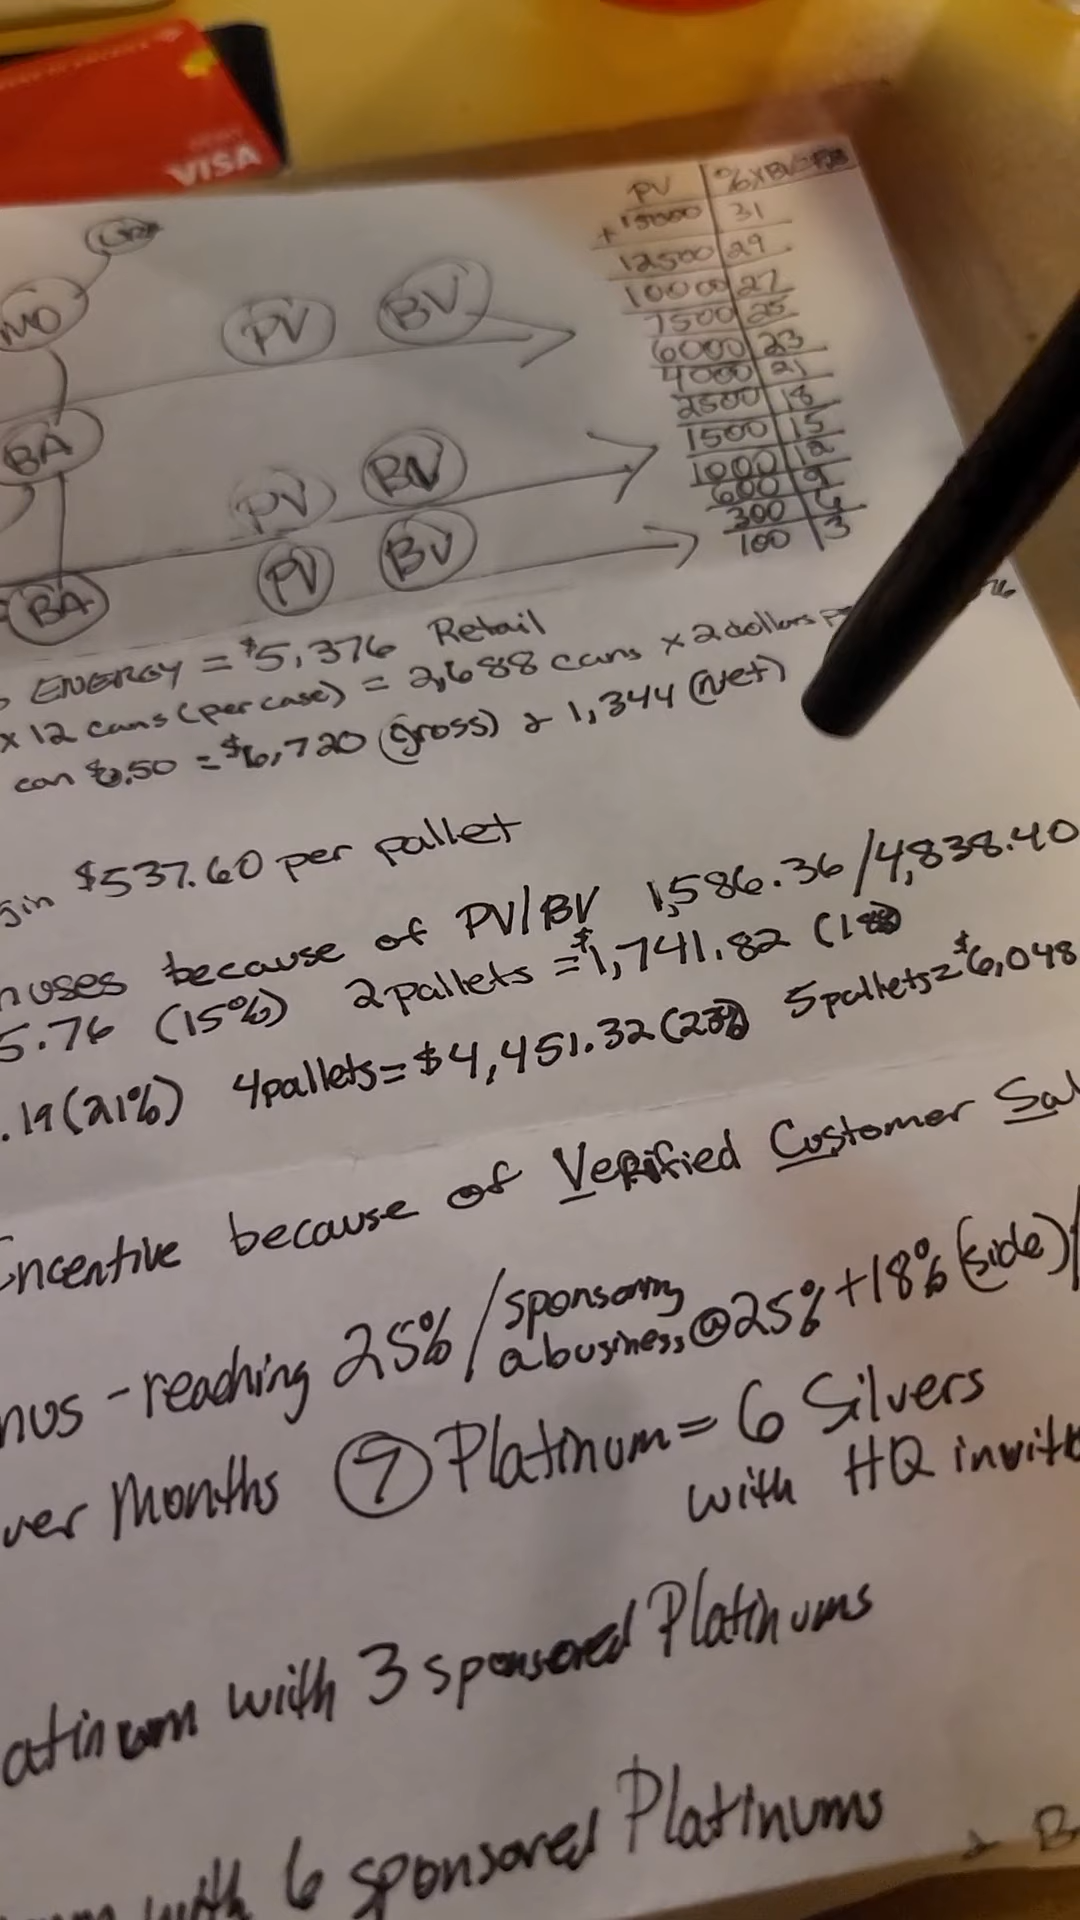 VISA
PV
+15000 31
12500 29
10000 27
7500 25
6000 23
4000 21
2500 18
1500 15
1000 12
600 9
300 6
100 3
PV BV
BA
PV BV
PV BV
BA
ENERGY = $5,376 Retail
x 12 cans (per case) = 2,688 cans x 2 dollars
can = $6,720 (gross) 1,344 (net)
$537.60 per pallet
because of PV/BV 1,586.36/4,838.40
5.76 (15%) 2 pallets = $1,741.82
.19 (21%) 4 pallets = $4,451.32 (23%) 5 pallets = $6,048
Incentive because of Verified Customer Sal
nus - reaching 25% / sponsoring
a business @ 25% + 18% (side)
ver Months 7 Platinum = 6 Silvers
with HQ invit
atinum with 3 sponsored Platinums
with 6 sponsored Platinums
B